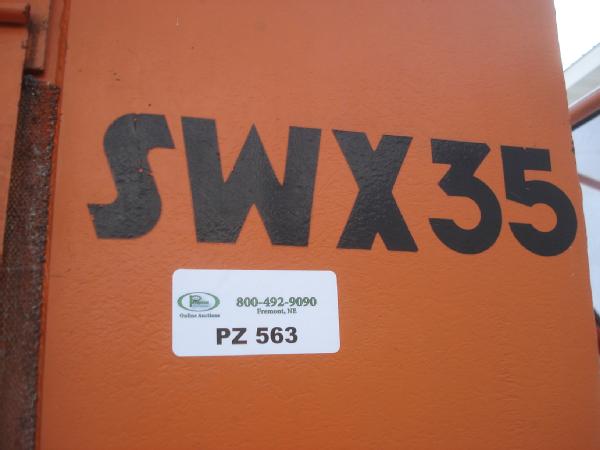 SWX35
800-492-9090
Fremont, NE
Online Auctions
PZ 563